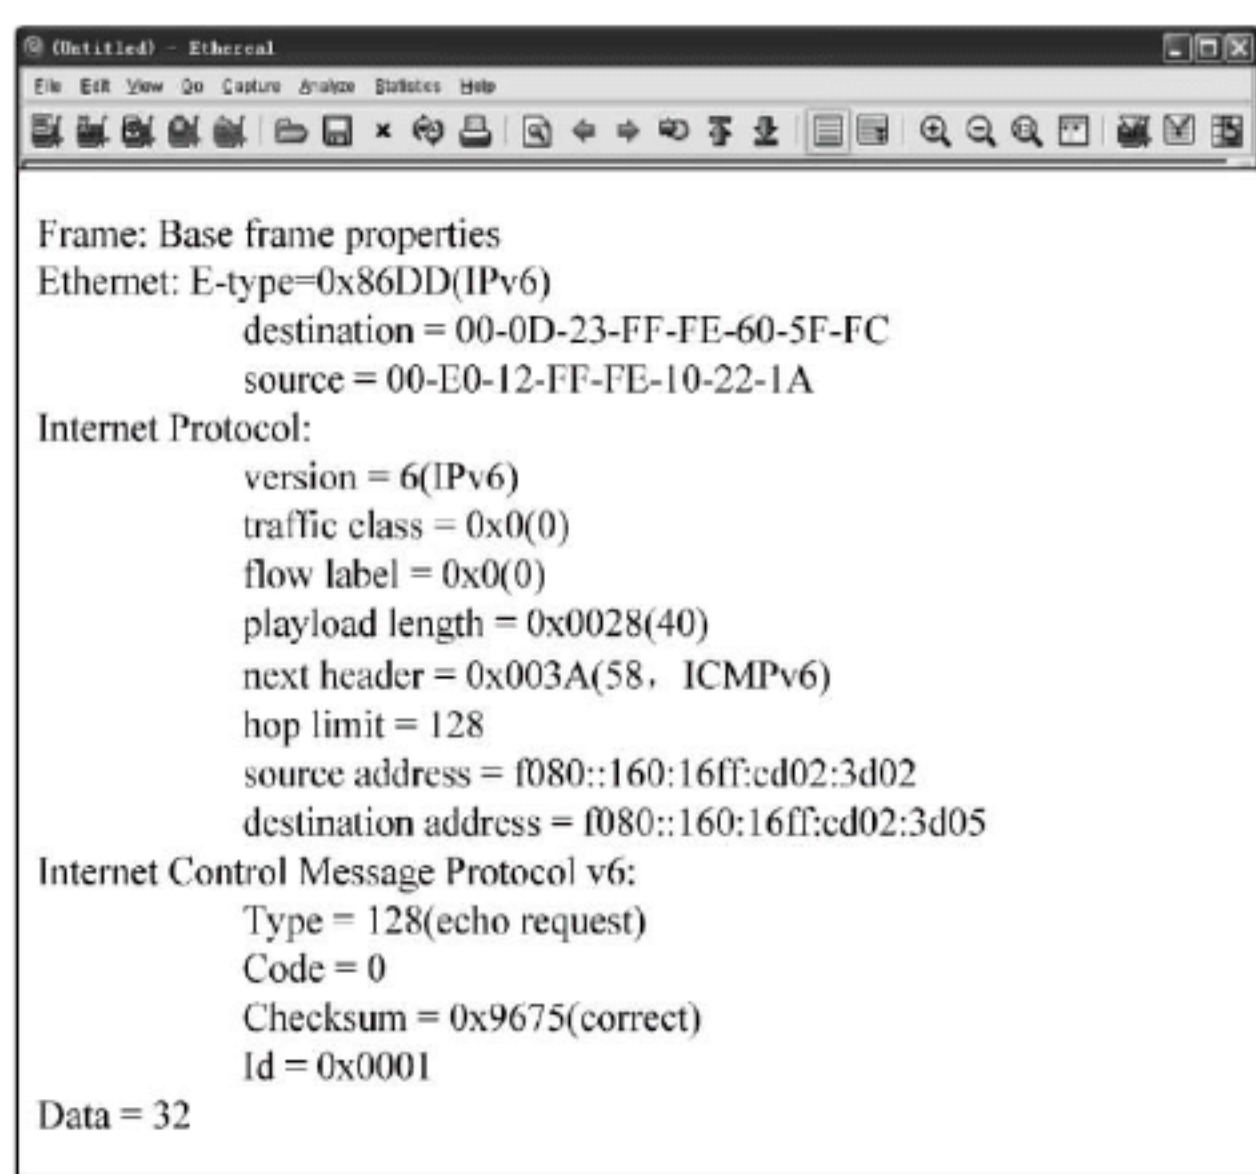 (Untitled) - Ethereal
File Edit View Go Capture Analyze Statistics Help
Frame: Base frame properties
Ethernet: E-type=0x86DD(IPv6)
destination = 00-0D-23-FF-FE-60-5F-FC
source = 00-E0-12-FF-FE-10-22-1A
Internet Protocol:
version = 6(IPv6)
traffic class = 0x0(0)
flow label = 0x0(0)
playload length = 0x0028(40)
next header = 0x003A(58，ICMPv6)
hop limit = 128
source address = f080::160:16ff:cd02:3d02
destination address = f080::160:16ff:cd02:3d05
Internet Control Message Protocol v6:
Type = 128(echo request)
Code = 0
Checksum = 0x9675(correct)
Id = 0x0001
Data = 32